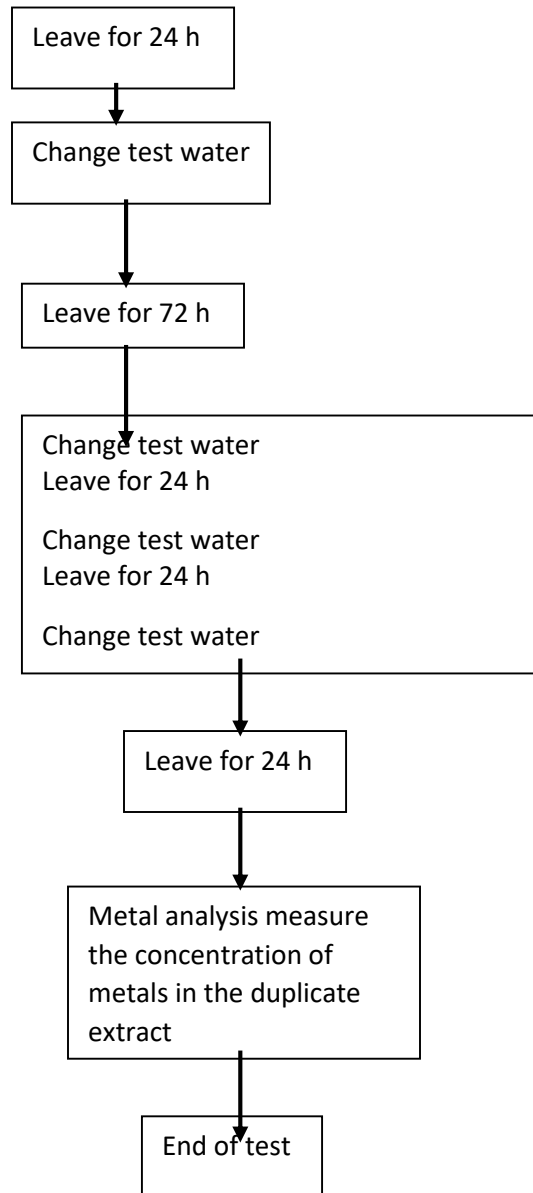 Leave for 24 h
Change test water
Leave for 72 h
Change test water
Leave for 24 h
Change test water
Leave for 24 h
Change test water
Leave for 24 h
Metal analysis measure
the concentration of
metals in the duplicate
extract
End of test